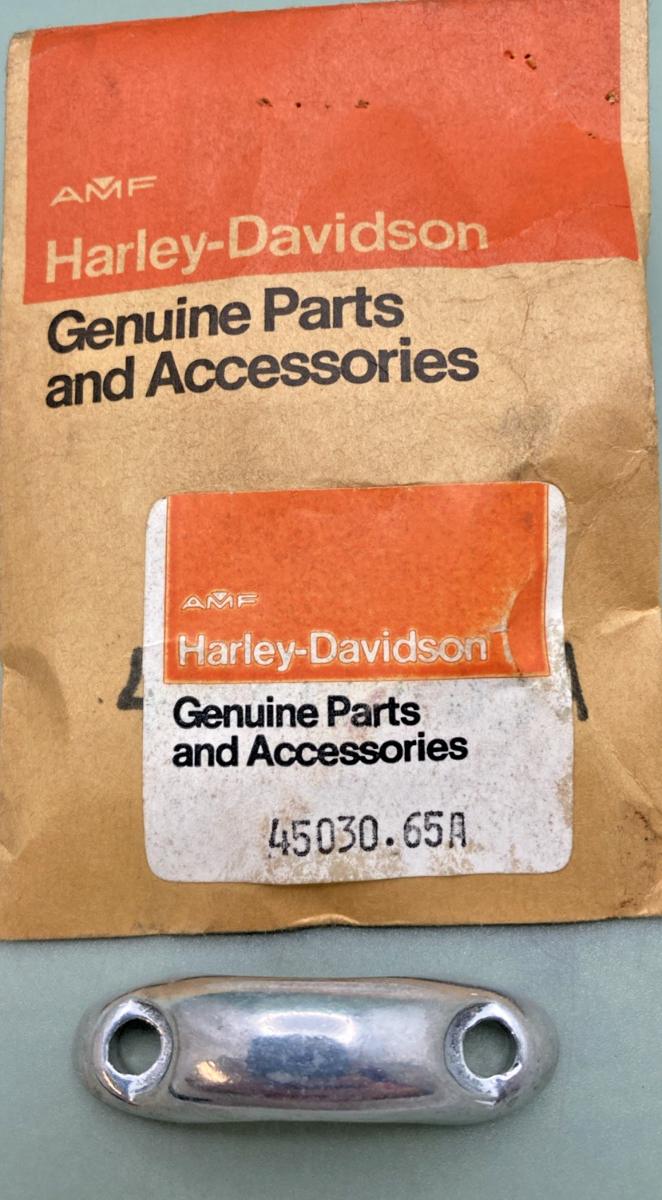 AMF
Harley-Davidson
Genuine Parts
and Accessories
AMF
Harley-Davidson
Genuine Parts
and Accessories
45030.65A